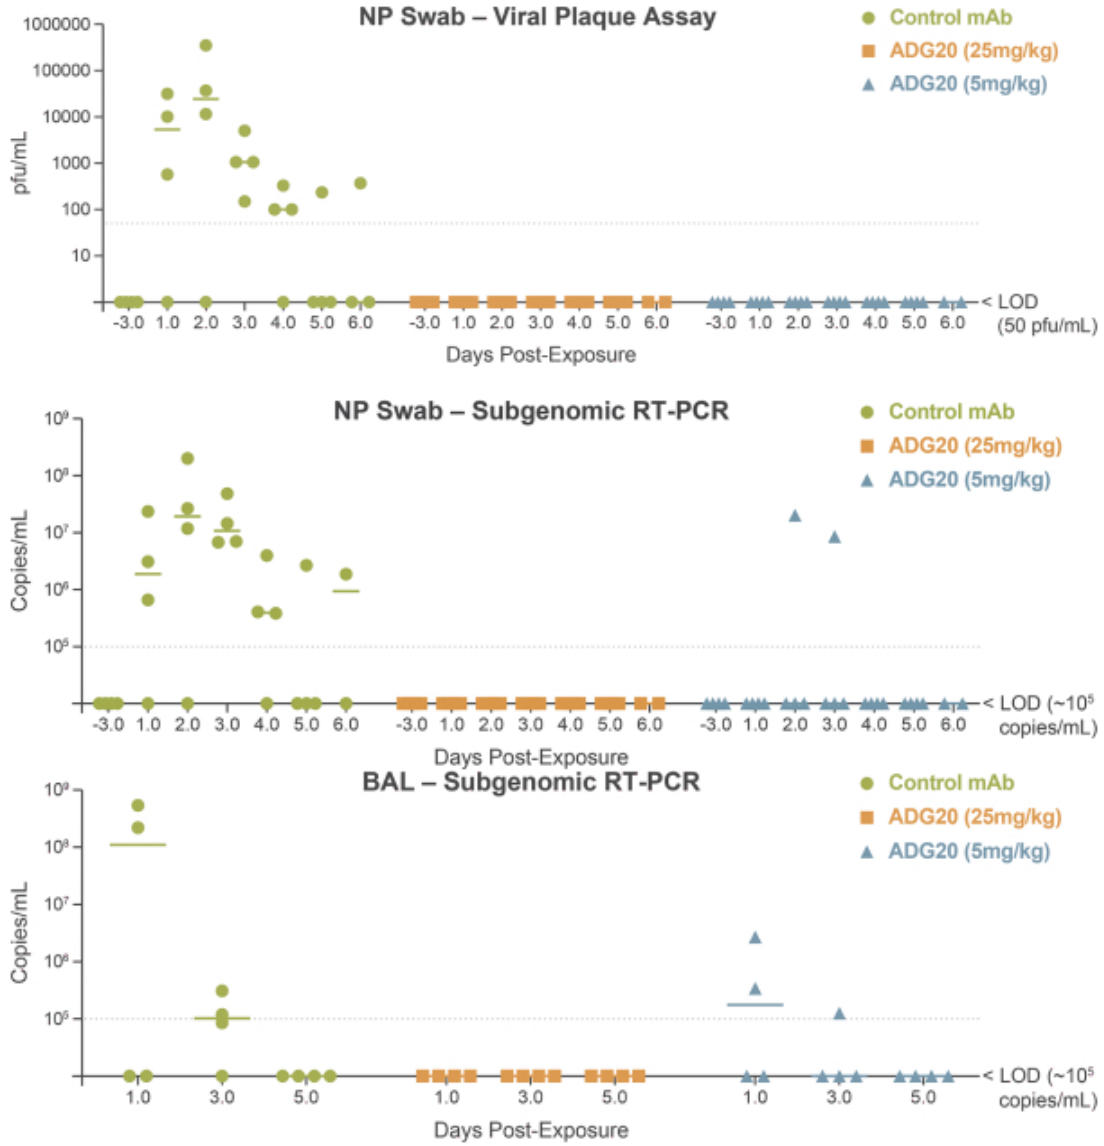 NP Swab – Viral Plaque Assay
Control mAb
ADG20 (25mg/kg)
ADG20 (5mg/kg)
pfu/mL
1000000
100000
10000
1000
100
10
-3.0 1.0 2.0 3.0 4.0 5.0 6.0 -3.0 1.0 2.0 3.0 4.0 5.0 6.0 -3.0 1.0 2.0 3.0 4.0 5.0 6.0
< LOD
(50 pfu/mL)
Days Post-Exposure
NP Swab – Subgenomic RT-PCR
Control mAb
ADG20 (25mg/kg)
ADG20 (5mg/kg)
Copies/mL
10⁹
10⁸
10⁷
10⁶
10⁵
-3.0 1.0 2.0 3.0 4.0 5.0 6.0 -3.0 1.0 2.0 3.0 4.0 5.0 6.0 -3.0 1.0 2.0 3.0 4.0 5.0 6.0
< LOD (~10⁵
copies/mL)
Days Post-Exposure
BAL – Subgenomic RT-PCR
Control mAb
ADG20 (25mg/kg)
ADG20 (5mg/kg)
Copies/mL
10⁹
10⁸
10⁷
10⁶
10⁵
1.0 3.0 5.0 1.0 3.0 5.0 1.0 3.0 5.0
< LOD (~10⁵
copies/mL)
Days Post-Exposure